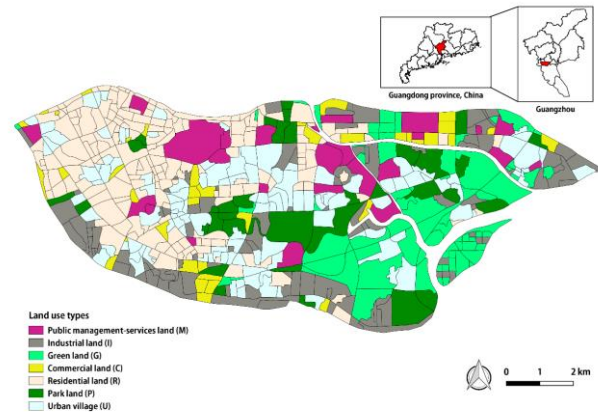 Guangdong province, China
Guangzhou
Land use types
Public management-services land (M)
Industrial land (I)
Green land (G)
Commercial land (C)
Residential land (R)
Park land (P)
Urban village (U)
0 1 2 km